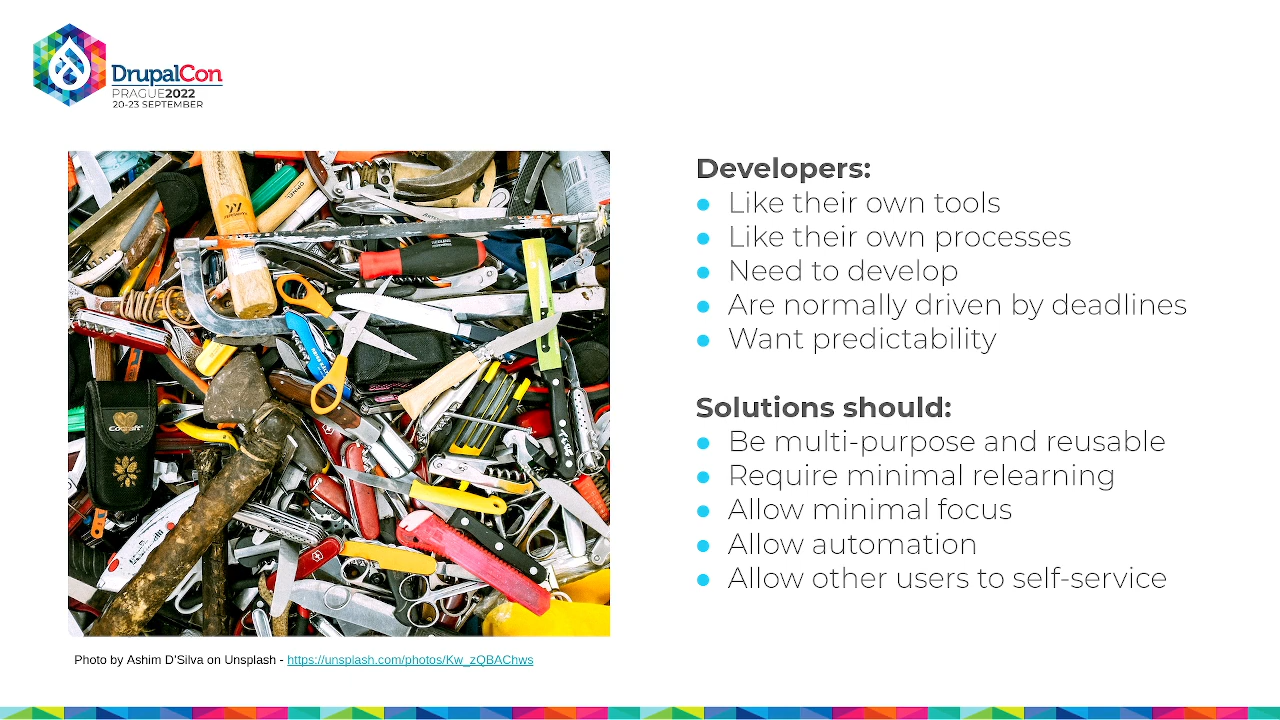 DrupalCon
PRAGUE2022
20-23 SEPTEMBER
Developers:
● Like their own tools
● Like their own processes
● Need to develop
● Are normally driven by deadlines
● Want predictability
Solutions should:
● Be multi-purpose and reusable
● Require minimal relearning
● Allow minimal focus
● Allow automation
● Allow other users to self-service
Photo by Ashim D'Silva on Unsplash - https://unsplash.com/photos/Kw_zQBAChws